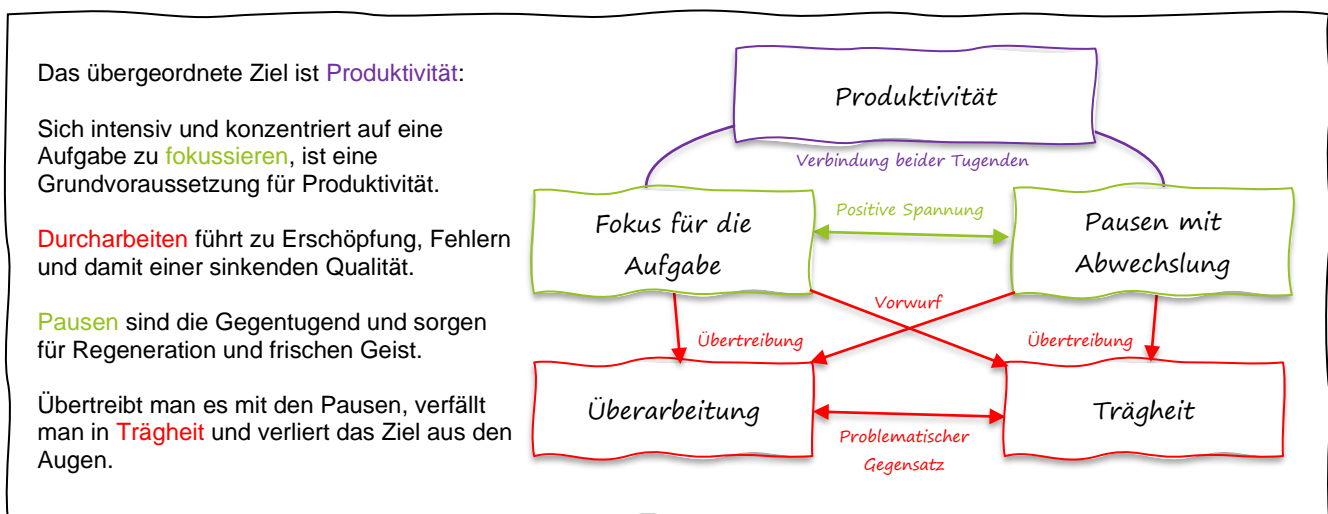 Das übergeordnete Ziel ist Produktivität:
Sich intensiv und konzentriert auf eine
Aufgabe zu fokussieren, ist eine
Grundvoraussetzung für Produktivität.
Durcharbeiten führt zu Erschöpfung, Fehlern
und damit einer sinkenden Qualität.
Pausen sind die Gegentugend und sorgen
für Regeneration und frischen Geist.
Übertreibt man es mit den Pausen, verfällt
man in Trägheit und verliert das Ziel aus den
Augen.
Produktivität
Verbindung beider Tugenden
Fokus für die
Aufgabe
Positive Spannung
Pausen mit
Abwechslung
Vorwurf
Übertreibung
Übertreibung
Überarbeitung
Problematischer
Gegensatz
Trägheit